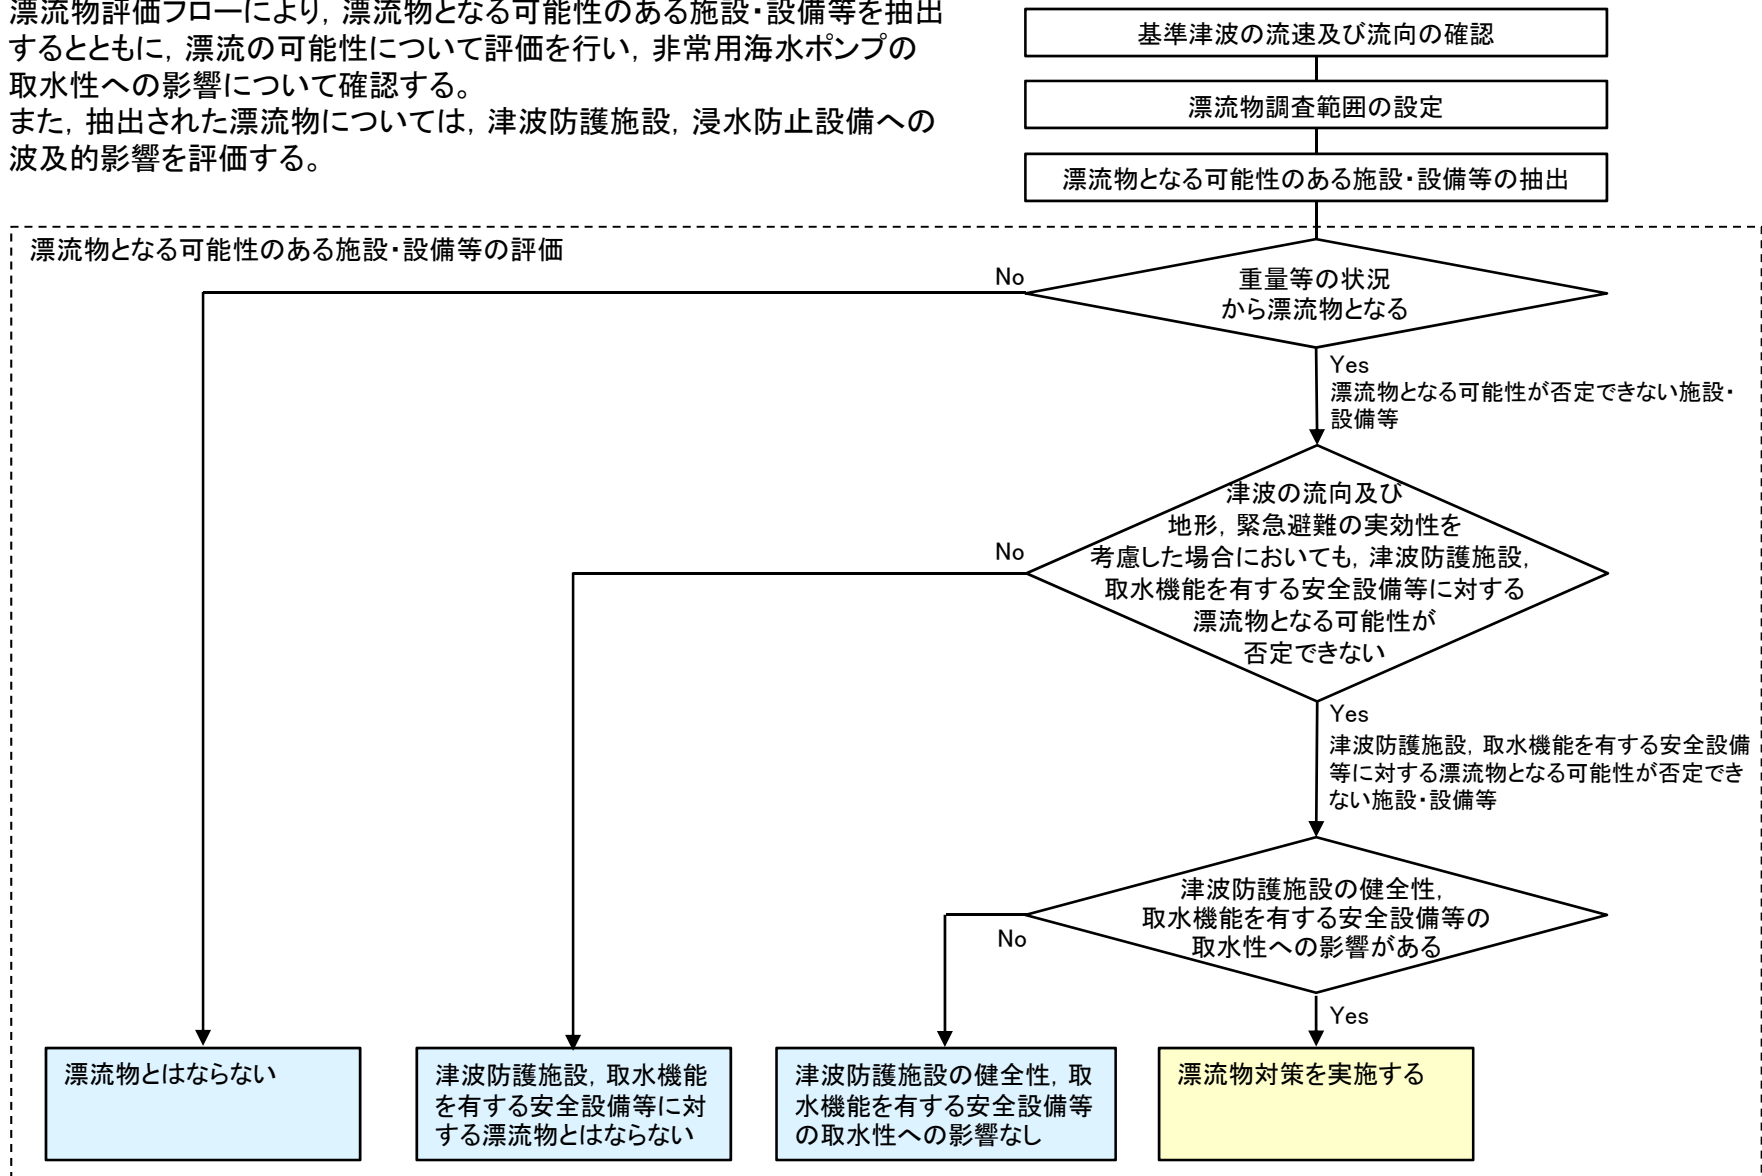 漂流物評価フローにより，漂流物となる可能性のある施設・設備等を抽出
するとともに，漂流の可能性について評価を行い，非常用海水ポンプの
取水性への影響について確認する。
また，抽出された漂流物については，津波防護施設，浸水防止設備への
波及的影響を評価する。
基準津波の流速及び流向の確認
漂流物調査範囲の設定
漂流物となる可能性のある施設・設備等の抽出
漂流物となる可能性のある施設・設備等の評価
No
重量等の状況
から漂流物となる
Yes
漂流物となる可能性が否定できない施設・
設備等
No
津波の流向及び
地形，緊急避難の実効性を
考慮した場合においても，津波防護施設，
取水機能を有する安全設備等に対する
漂流物となる可能性が
否定できない
Yes
津波防護施設，取水機能を有する安全設備
等に対する漂流物となる可能性が否定でき
ない施設・設備等
津波防護施設の健全性，
取水機能を有する安全設備等の
取水性への影響がある
No
Yes
漂流物とはならない
津波防護施設，取水機能
を有する安全設備等に対
する漂流物とはならない
津波防護施設の健全性，取
水機能を有する安全設備等
の取水性への影響なし
漂流物対策を実施する